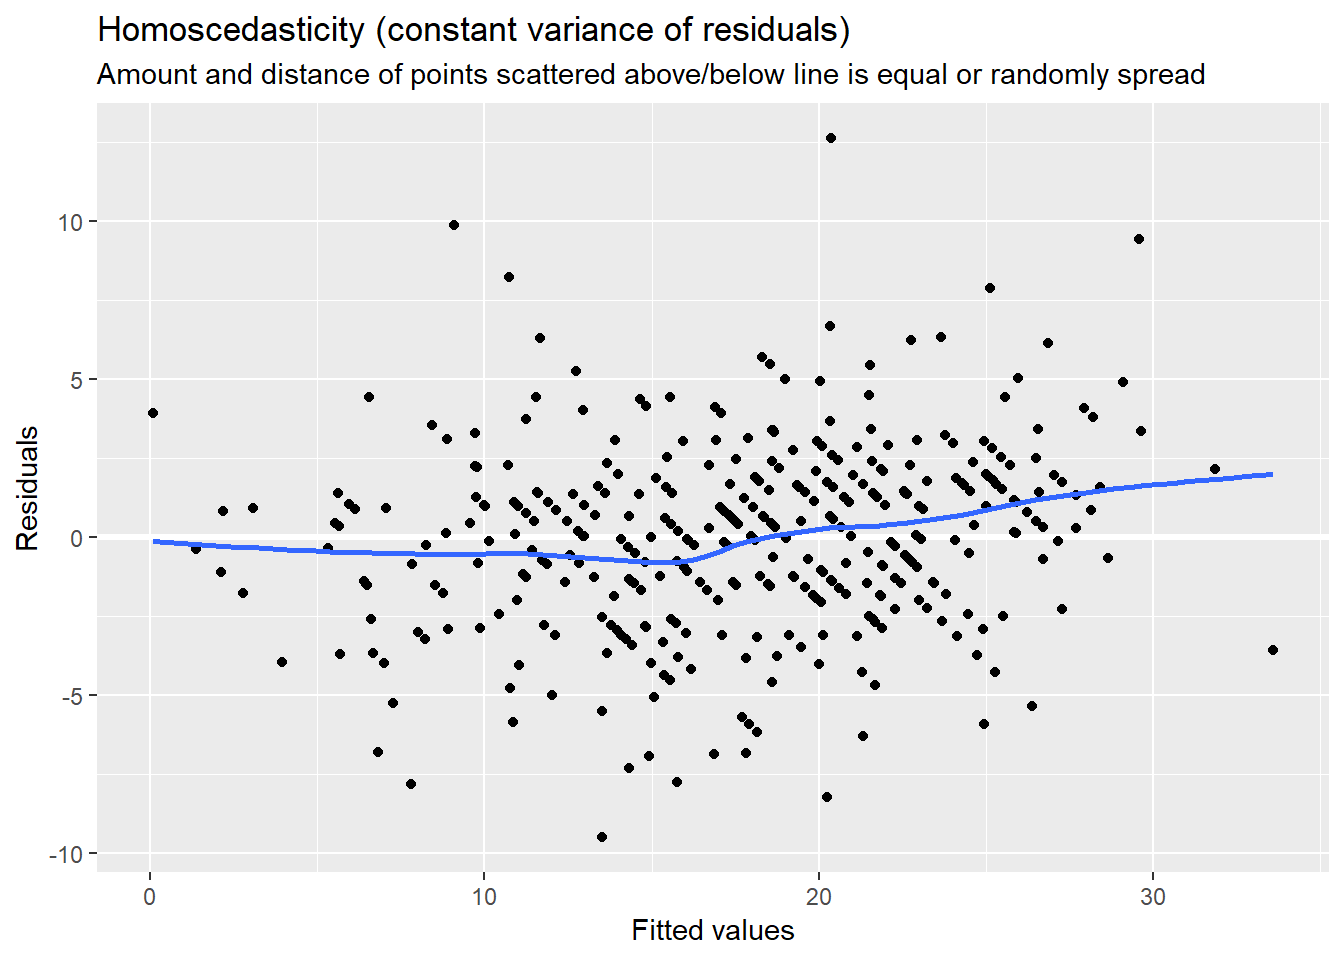 Homoscedasticity (constant variance of residuals)
Amount and distance of points scattered above/below line is equal or randomly spread
10
5
0
-5
-10
Residuals
0 10 20 30
Fitted values